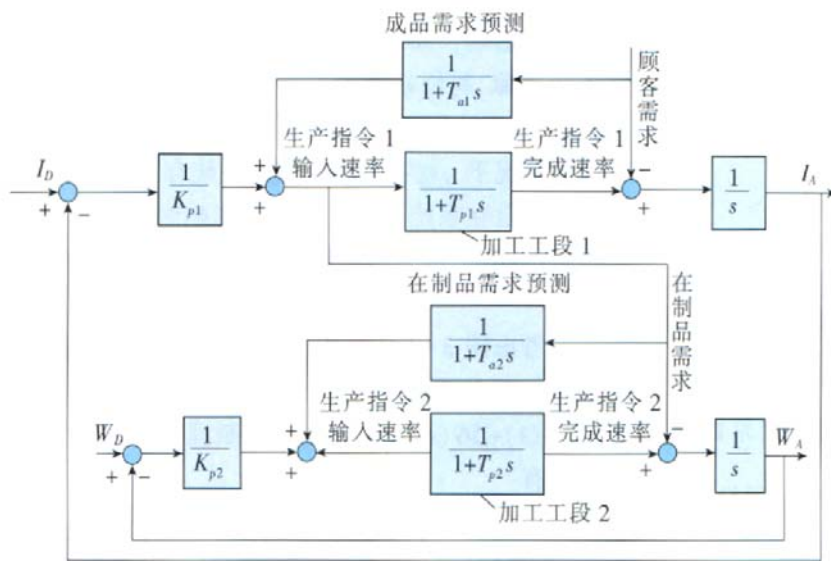 成品需求预测
1
1+T_{a1}s
顾客需求
生产指令 1
输入速率
生产指令 1
完成速率
I_D
+
−
1
K_{p1}
+
+
1
1+T_{p1}s
−
+
1
s
I_A
加工工段 1
在制品需求预测
在制品需求
1
1+T_{a2}s
生产指令 2
输入速率
生产指令 2
完成速率
W_D
+
−
1
K_{p2}
+
+
1
1+T_{p2}s
−
+
1
s
W_A
加工工段 2